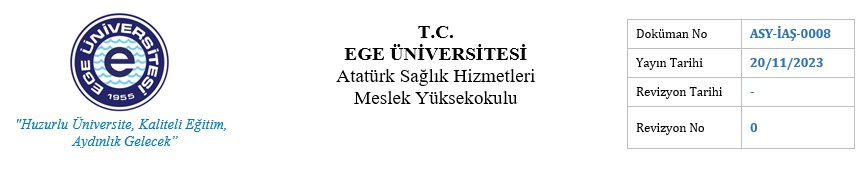 EGE ÜNİVERSİTESİ
e
1955
"Huzurlu Üniversite, Kaliteli Eğitim,
Aydınlık Gelecek"
T.C.
EGE ÜNİVERSİTESİ
Atatürk Sağlık Hizmetleri
Meslek Yüksekokulu
Doküman No ASY-İAŞ-0008
Yayın Tarihi 20/11/2023
Revizyon Tarihi -
Revizyon No 0